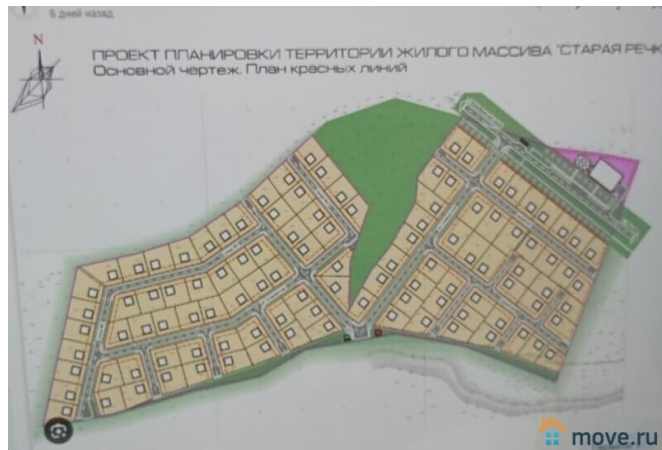 6 дней назад
N
ПРОЕКТ ПЛАНИРОВКИ ТЕРРИТОРИИ ЖИЛОГО МАССИВА "СТАРАЯ РЕЧК
Основной чертеж. План красных линий
move.ru